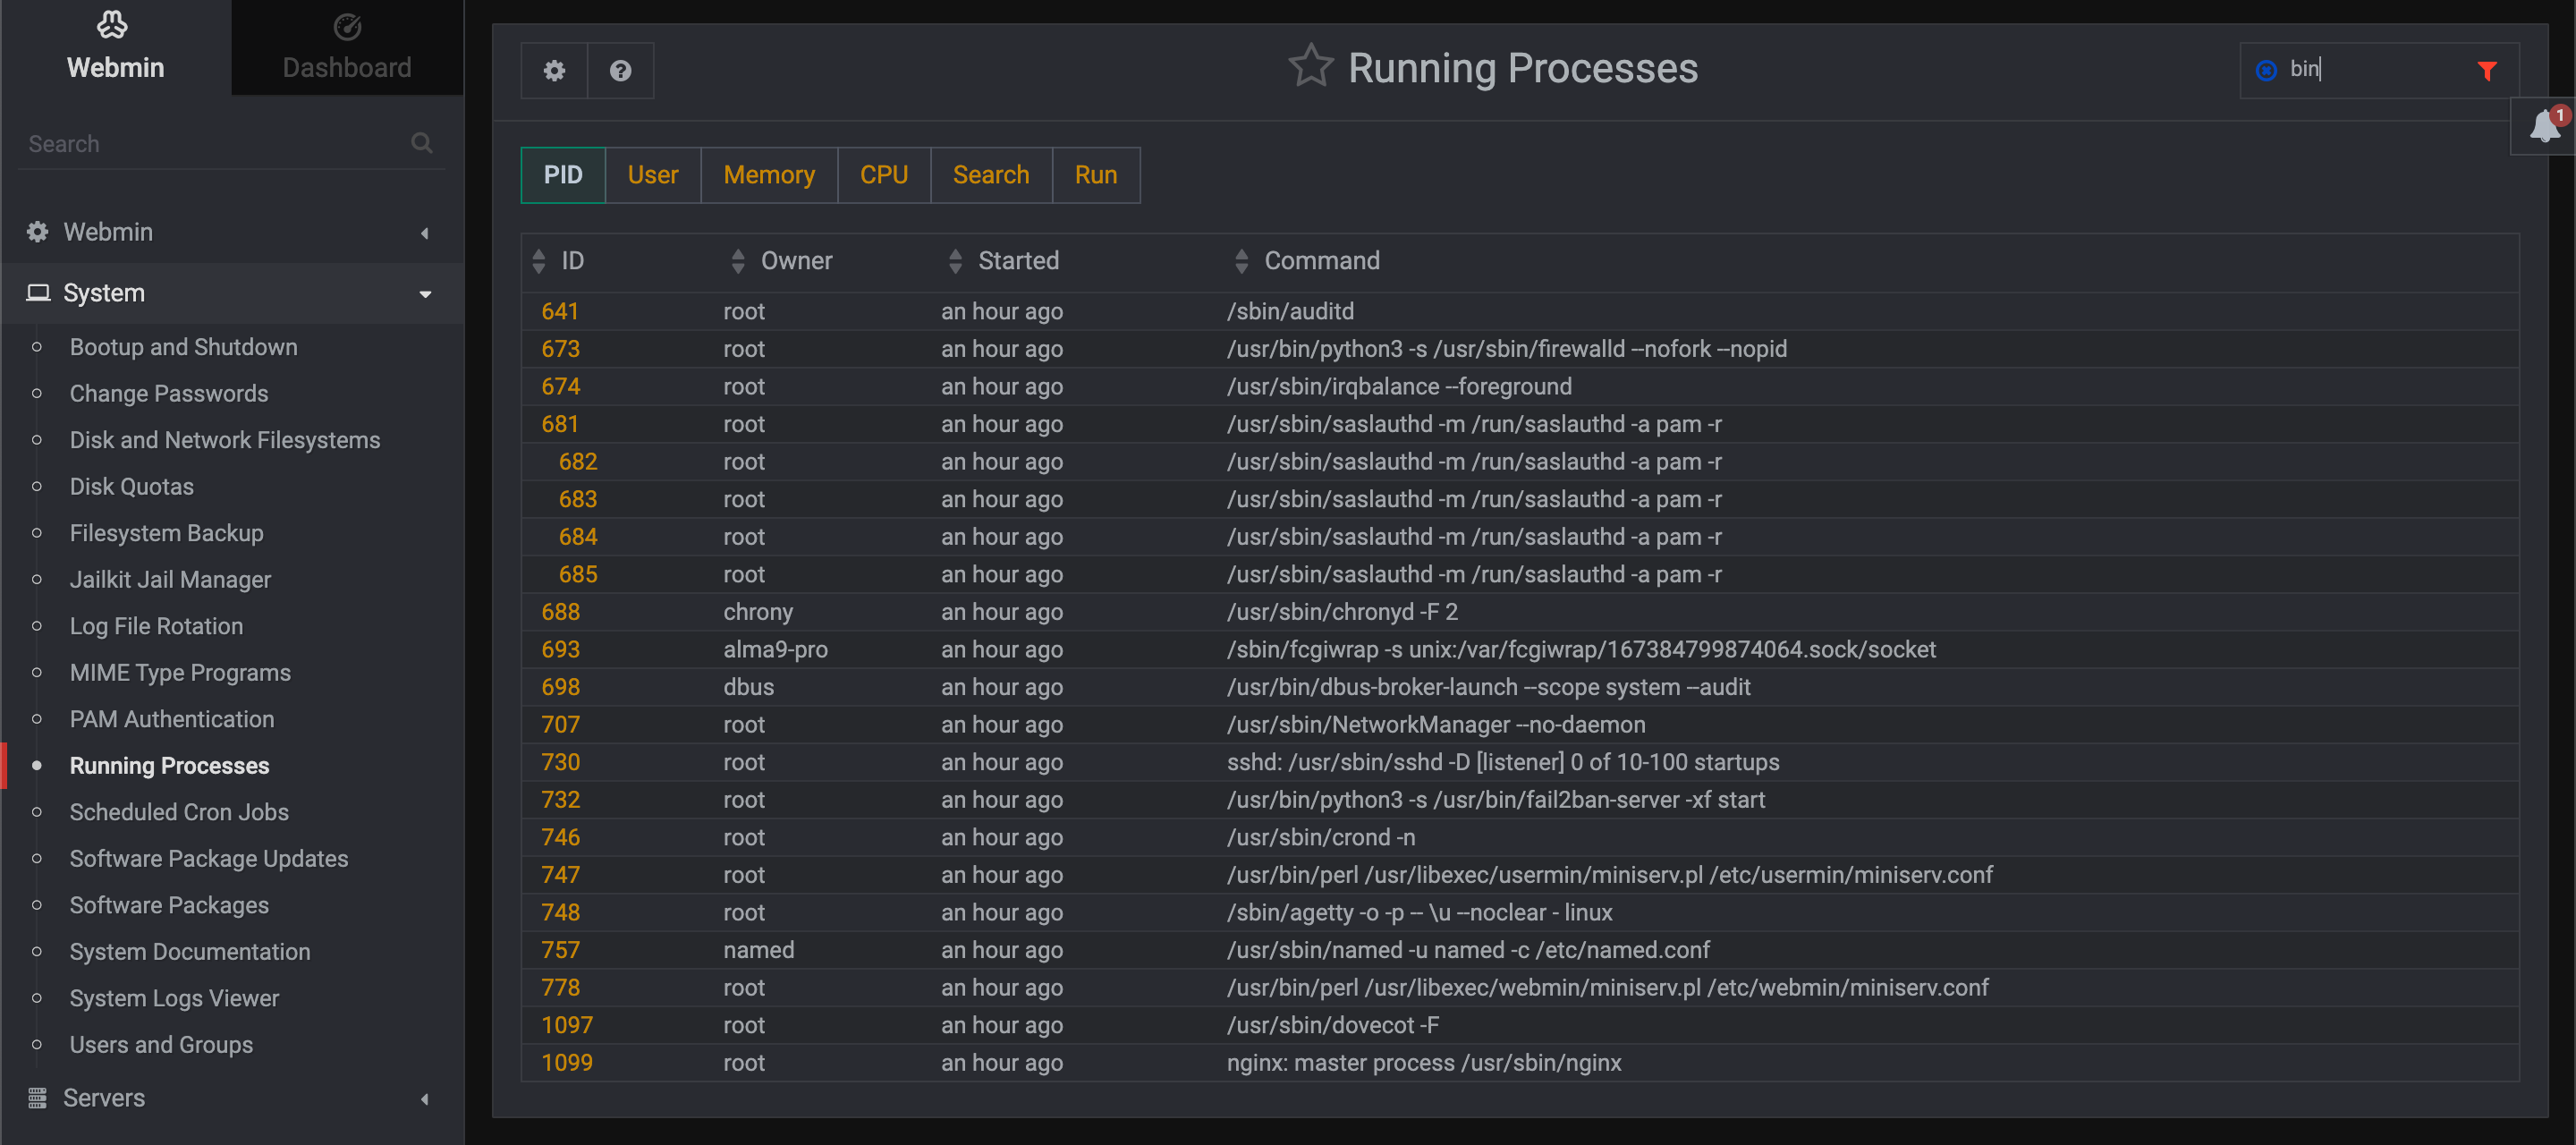 Webmin
Dashboard
Search
Webmin
System
Bootup and Shutdown
Change Passwords
Disk and Network Filesystems
Disk Quotas
Filesystem Backup
Jailkit Jail Manager
Log File Rotation
MIME Type Programs
PAM Authentication
Running Processes
Scheduled Cron Jobs
Software Package Updates
Software Packages
System Documentation
System Logs Viewer
Users and Groups
Servers
Running Processes
bin
1
PID User Memory CPU Search Run
ID Owner Started Command
641 root an hour ago /sbin/auditd
673 root an hour ago /usr/bin/python3 -s /usr/sbin/firewalld --nofork --nopid
674 root an hour ago /usr/sbin/irqbalance --foreground
681 root an hour ago /usr/sbin/saslauthd -m /run/saslauthd -a pam -r
682 root an hour ago /usr/sbin/saslauthd -m /run/saslauthd -a pam -r
683 root an hour ago /usr/sbin/saslauthd -m /run/saslauthd -a pam -r
684 root an hour ago /usr/sbin/saslauthd -m /run/saslauthd -a pam -r
685 root an hour ago /usr/sbin/saslauthd -m /run/saslauthd -a pam -r
688 chrony an hour ago /usr/sbin/chronyd -F 2
693 alma9-pro an hour ago /sbin/fcgiwrap -s unix:/var/fcgiwrap/167384799874064.sock/socket
698 dbus an hour ago /usr/bin/dbus-broker-launch --scope system --audit
707 root an hour ago /usr/sbin/NetworkManager --no-daemon
730 root an hour ago sshd: /usr/sbin/sshd -D [listener] 0 of 10-100 startups
732 root an hour ago /usr/bin/python3 -s /usr/bin/fail2ban-server -xf start
746 root an hour ago /usr/sbin/crond -n
747 root an hour ago /usr/bin/perl /usr/libexec/usermin/miniserv.pl /etc/usermin/miniserv.conf
748 root an hour ago /sbin/agetty -o -p -- \u --noclear - linux
757 named an hour ago /usr/sbin/named -u named -c /etc/named.conf
778 root an hour ago /usr/bin/perl /usr/libexec/webmin/miniserv.pl /etc/webmin/miniserv.conf
1097 root an hour ago /usr/sbin/dovecot -F
1099 root an hour ago nginx: master process /usr/sbin/nginx